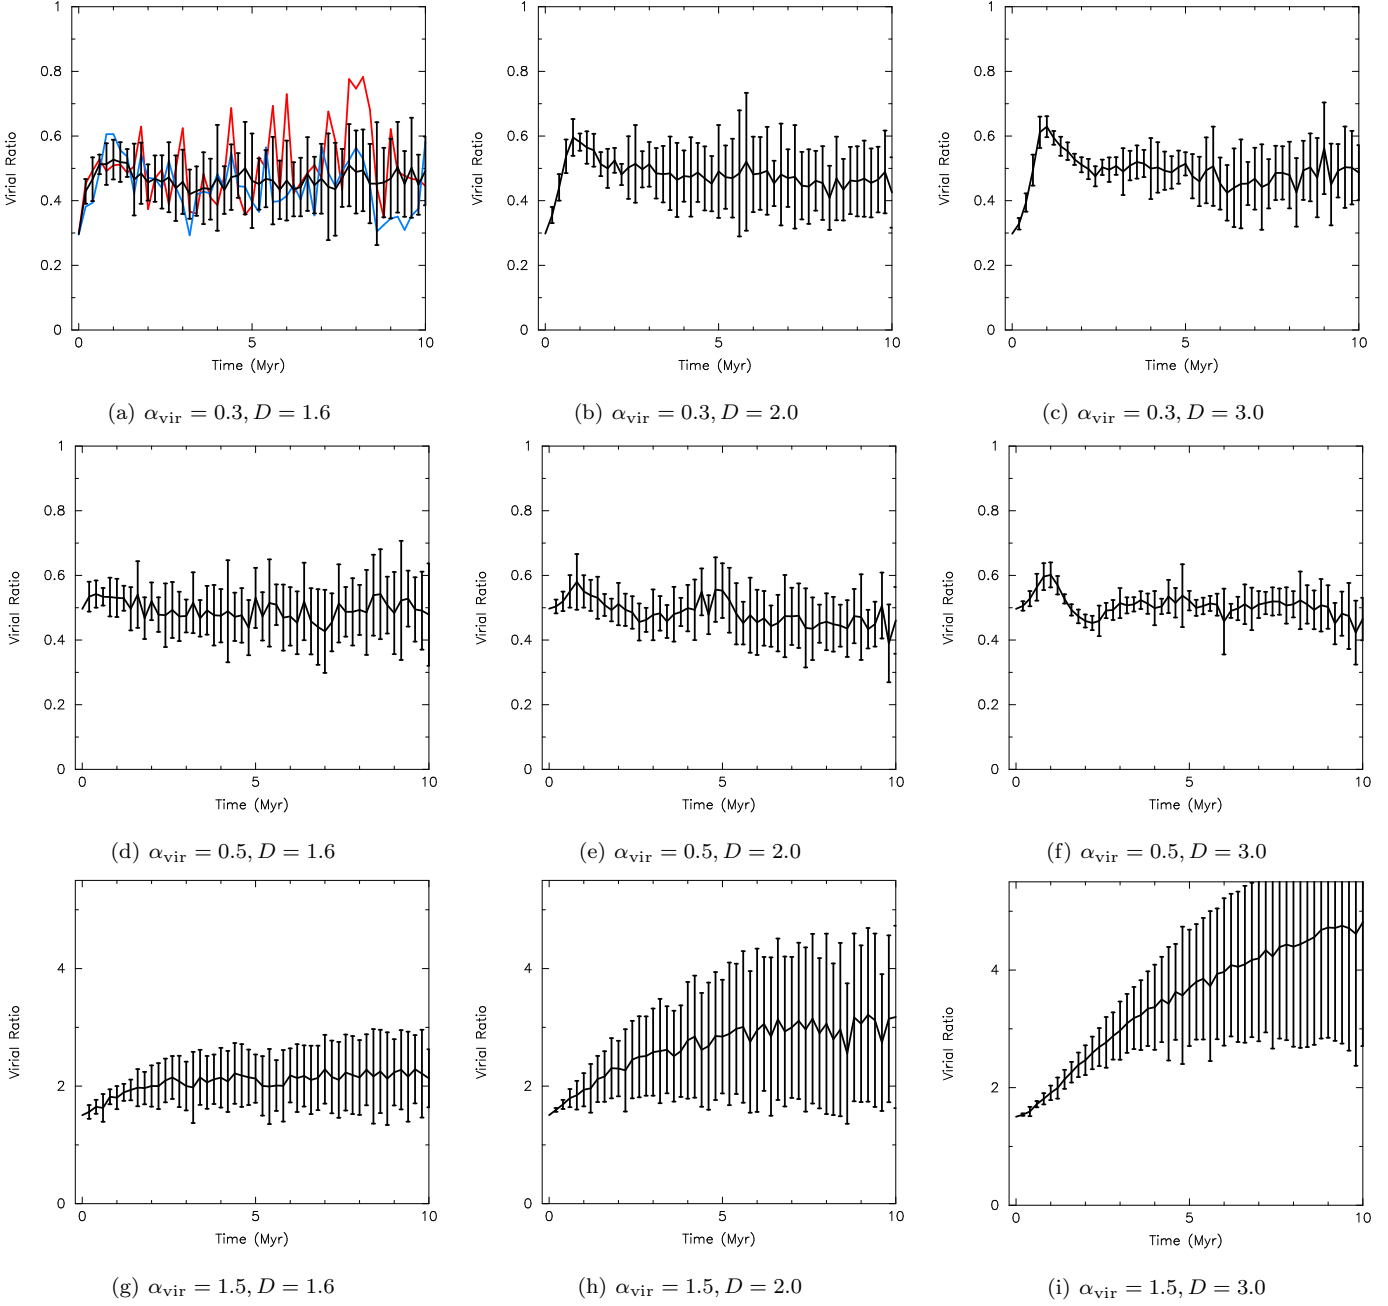 1
0.8
0.6
0.4
0.2
0
Virial Ratio
0 5 10
Time (Myr)
(a) αvir = 0.3, D = 1.6
1
0.8
0.6
0.4
0.2
0
Virial Ratio
0 5 10
Time (Myr)
(b) αvir = 0.3, D = 2.0
1
0.8
0.6
0.4
0.2
0
Virial Ratio
0 5 10
Time (Myr)
(c) αvir = 0.3, D = 3.0
1
0.8
0.6
0.4
0.2
0
Virial Ratio
0 5 10
Time (Myr)
(d) αvir = 0.5, D = 1.6
1
0.8
0.6
0.4
0.2
0
Virial Ratio
0 5 10
Time (Myr)
(e) αvir = 0.5, D = 2.0
1
0.8
0.6
0.4
0.2
0
Virial Ratio
0 5 10
Time (Myr)
(f) αvir = 0.5, D = 3.0
4
2
0
Virial Ratio
0 5 10
Time (Myr)
(g) αvir = 1.5, D = 1.6
4
2
0
Virial Ratio
0 5 10
Time (Myr)
(h) αvir = 1.5, D = 2.0
4
2
0
Virial Ratio
0 5 10
Time (Myr)
(i) αvir = 1.5, D = 3.0